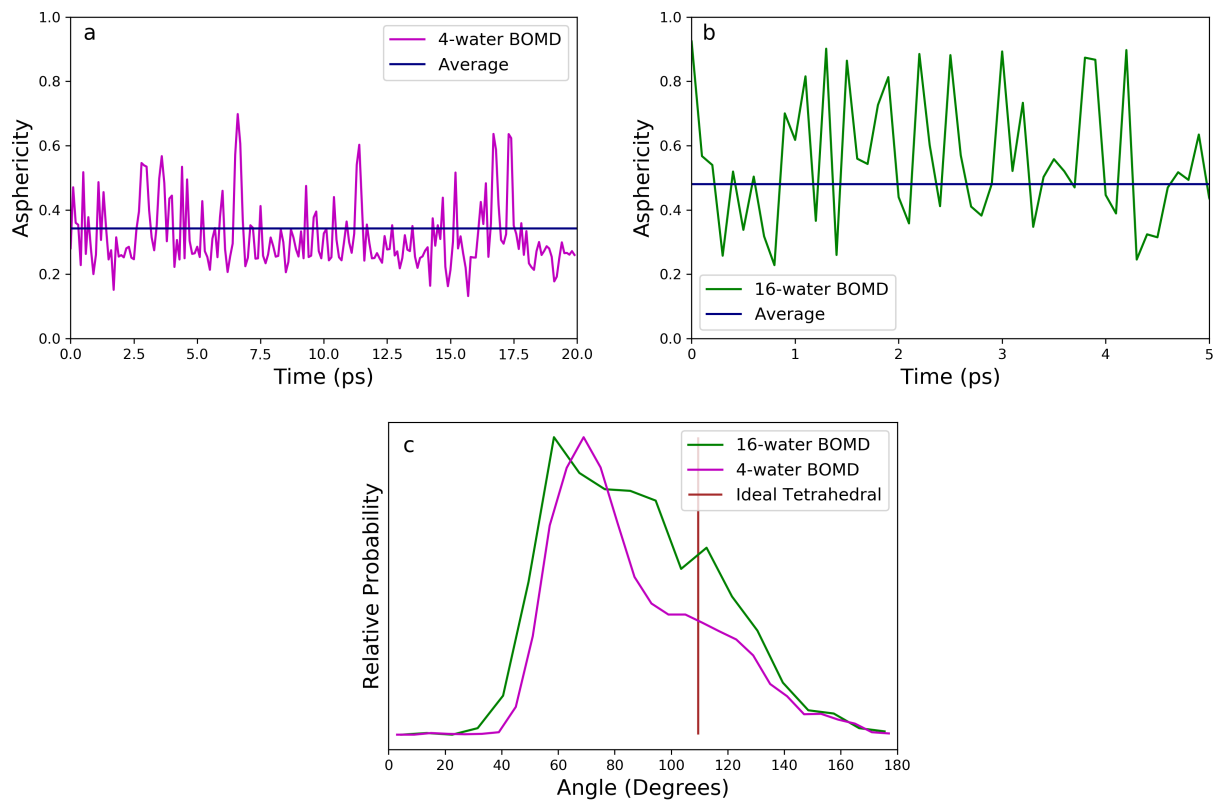 a
4-water BOMD
Average
1.0
0.8
0.6
0.4
0.2
0.0
Asphericity
0.0 2.5 5.0 7.5 10.0 12.5 15.0 17.5 20.0
Time (ps)
b
16-water BOMD
Average
1.0
0.8
0.6
0.4
0.2
0.0
Asphericity
0 1 2 3 4 5
Time (ps)
c
16-water BOMD
4-water BOMD
Ideal Tetrahedral
Relative Probability
0 20 40 60 80 100 120 140 160 180
Angle (Degrees)